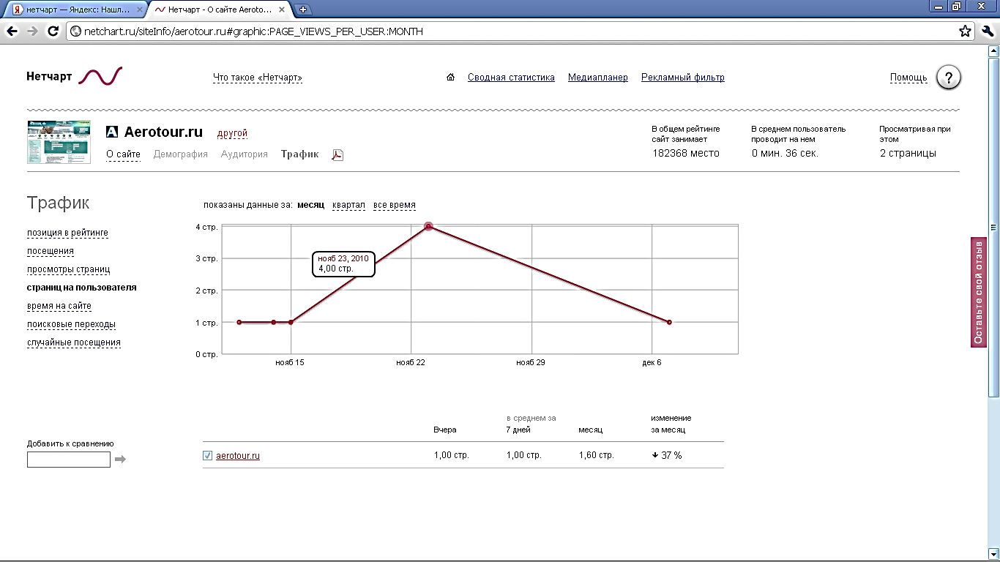 нетчарт — Яндекс: Нашл...
Нетчарт - О сайте Aeroto...
netchart.ru/siteInfo/aerotour.ru#graphic:PAGE_VIEWS_PER_USER:MONTH
Нетчарт
Что такое «Нетчарт»
Сводная статистика
Медиапланер
Рекламный фильтр
Помощь
?
Aerotour.ru
другой
О сайте
Демография
Аудитория
Трафик
В общем рейтинге
сайт занимает
182368 место
В среднем пользователь
проводит на нем
0 мин. 36 сек.
Просматривая при
этом
2 страницы
Трафик
позиция в рейтинге
посещения
просмотры страниц
страниц на пользователя
время на сайте
поисковые переходы
случайные посещения
показаны данные за: месяц квартал все время
4 стр.
3 стр.
2 стр.
1 стр.
0 стр.
нояб 23, 2010
4,00 стр.
нояб 15
нояб 22
нояб 29
дек 6
Оставьте свой отзыв
Добавить к сравнению
Вчера
в среднем за
7 дней
месяц
изменение
за месяц
aerotour.ru
1,00 стр.
1,00 стр.
1,60 стр.
37 %